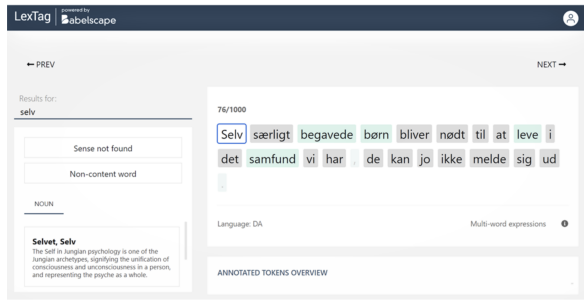 LexTag
powered by
Babelscape
← PREV
NEXT →
Results for:
selv
Sense not found
Non-content word
NOUN
Selvet, Selv
The Self in Jungian psychology is one of the
Jungian archetypes, signifying the unification of
consciousness and unconsciousness in a person,
and representing the psyche as a whole.
76/1000
Selv særligt begavede børn bliver nødt til at leve i
det samfund vi har , de kan jo ikke melde sig ud
.
Language: DA
Multi-word expressions
ANNOTATED TOKENS OVERVIEW